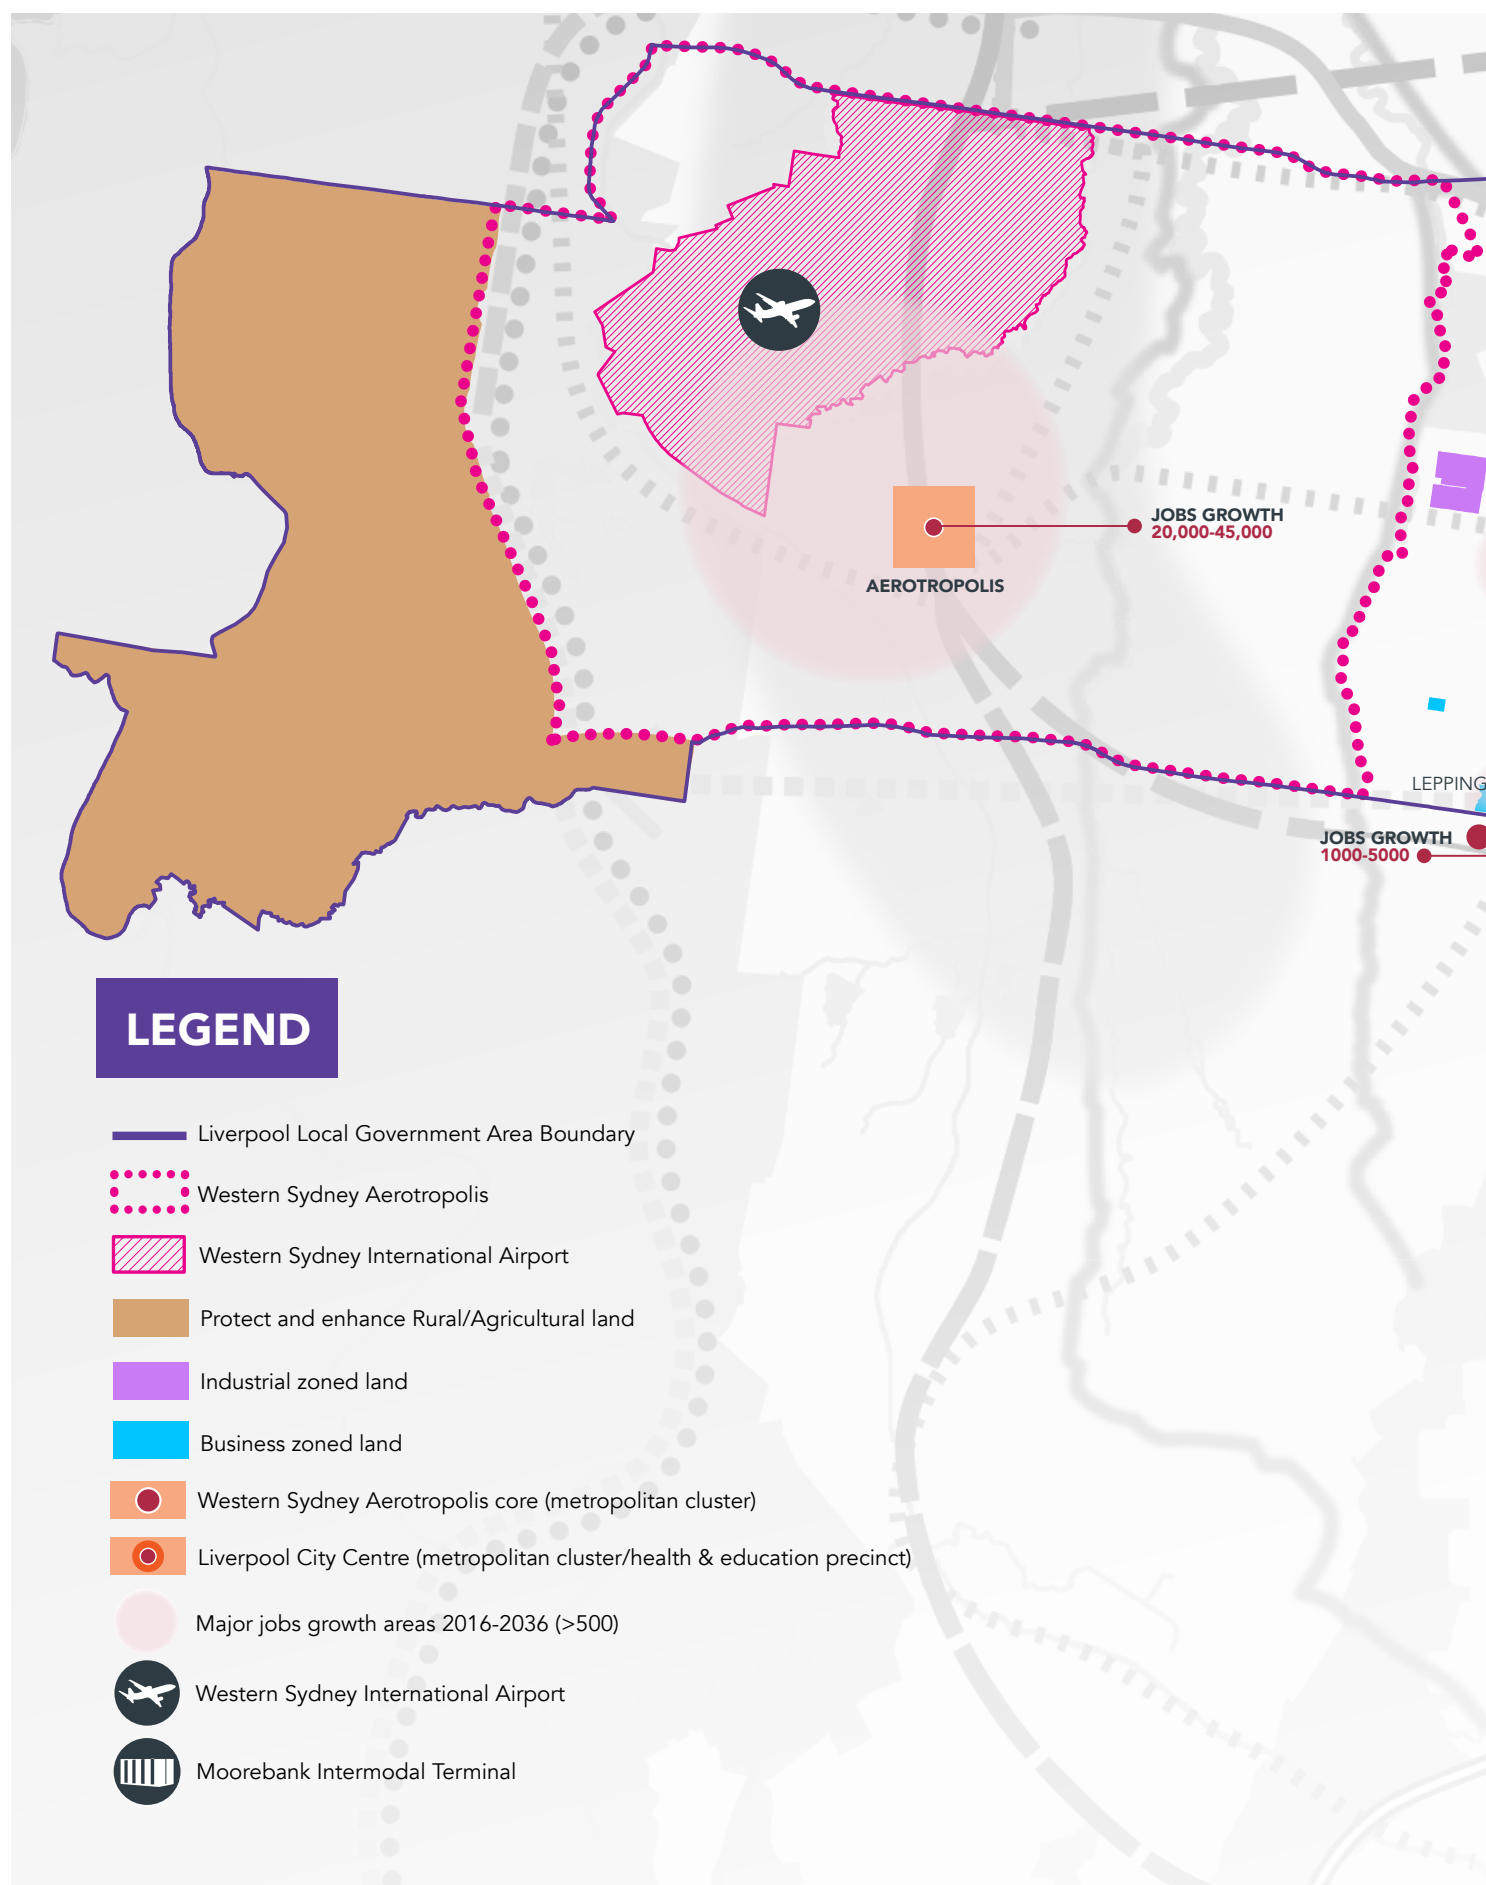 JOBS GROWTH
20,000-45,000
AEROTROPOLIS
LEPPING
JOBS GROWTH
1000-5000
LEGEND
Liverpool Local Government Area Boundary
Western Sydney Aerotropolis
Western Sydney International Airport
Protect and enhance Rural/Agricultural land
Industrial zoned land
Business zoned land
Western Sydney Aerotropolis core (metropolitan cluster)
Liverpool City Centre (metropolitan cluster/health & education precinct)
Major jobs growth areas 2016-2036 (>500)
Western Sydney International Airport
Moorebank Intermodal Terminal